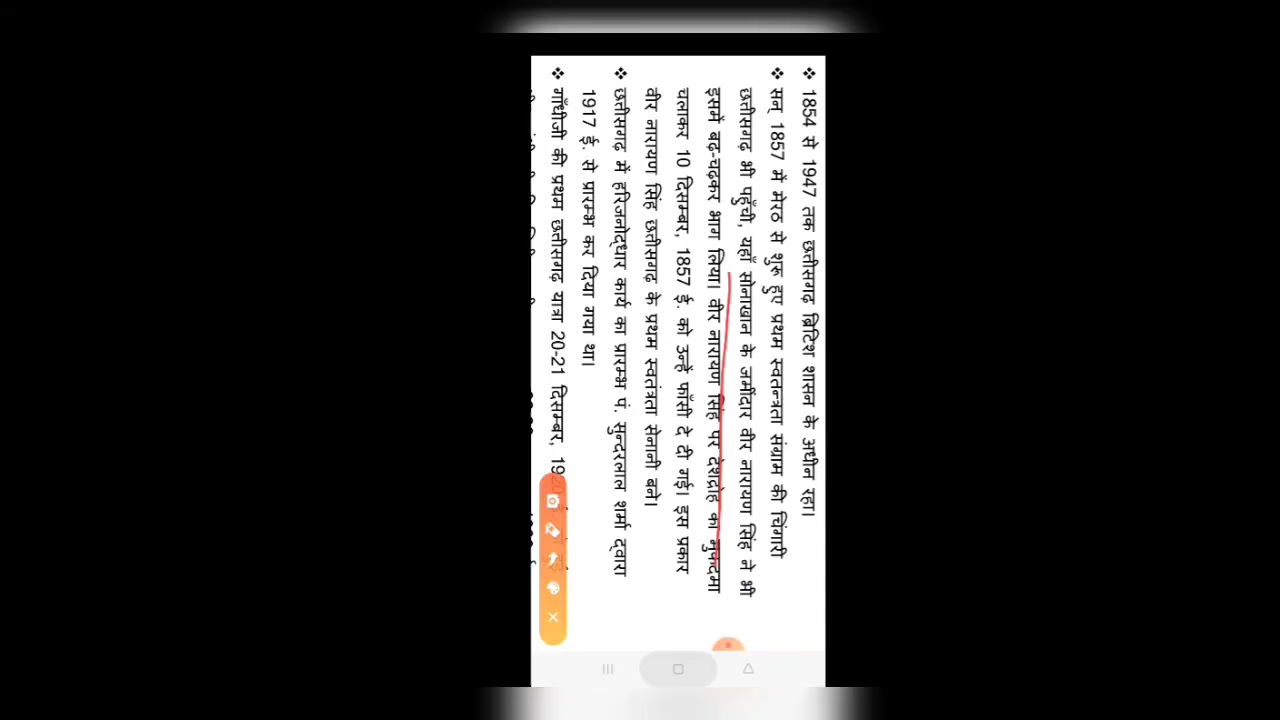 ❖ 1854 से 1947 तक छत्तीसगढ़ ब्रिटिश शासन के अधीन रहा।
❖ सन् 1857 में मेरठ से शुरू हुए प्रथम स्वतन्त्रता संग्राम की चिंगारी
छत्तीसगढ़ भी पहुँची, यहाँ सोनाखान के जमींदार वीर नारायण सिंह ने भी
इसमें बढ़-चढ़कर भाग लिया। वीर नारायण सिंह पर देशद्रोह का मुकदमा
चलाकर 10 दिसम्बर, 1857 ई. को उन्हें फाँसी दे दी गई। इस प्रकार
वीर नारायण सिंह छत्तीसगढ़ के प्रथम स्वतंत्रता सेनानी बने।
❖ छत्तीसगढ़ में हरिजनोद्धार कार्य का प्रारम्भ पं. सुन्दरलाल शर्मा द्वारा
1917 ई. से प्रारम्भ कर दिया गया था।
❖ गाँधीजी की प्रथम छत्तीसगढ़ यात्रा 20-21 दिसम्बर,